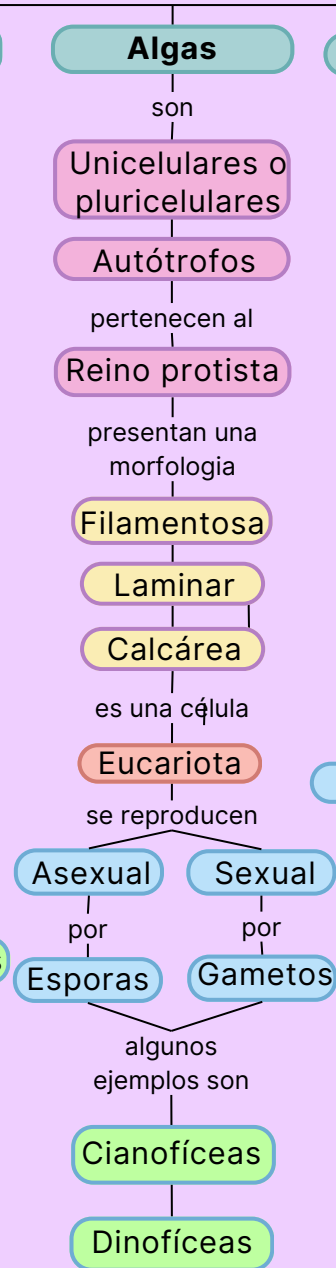 Algas
son
Unicelulares o
pluricelulares
Autótrofos
pertenecen al
Reino protista
presentan una
morfologia
Filamentosa
Laminar
Calcárea
es una célula
Eucariota
se reproducen
Asexual Sexual
por por
Esporas Gametos
algunos
ejemplos son
Cianofíceas
Dinofíceas